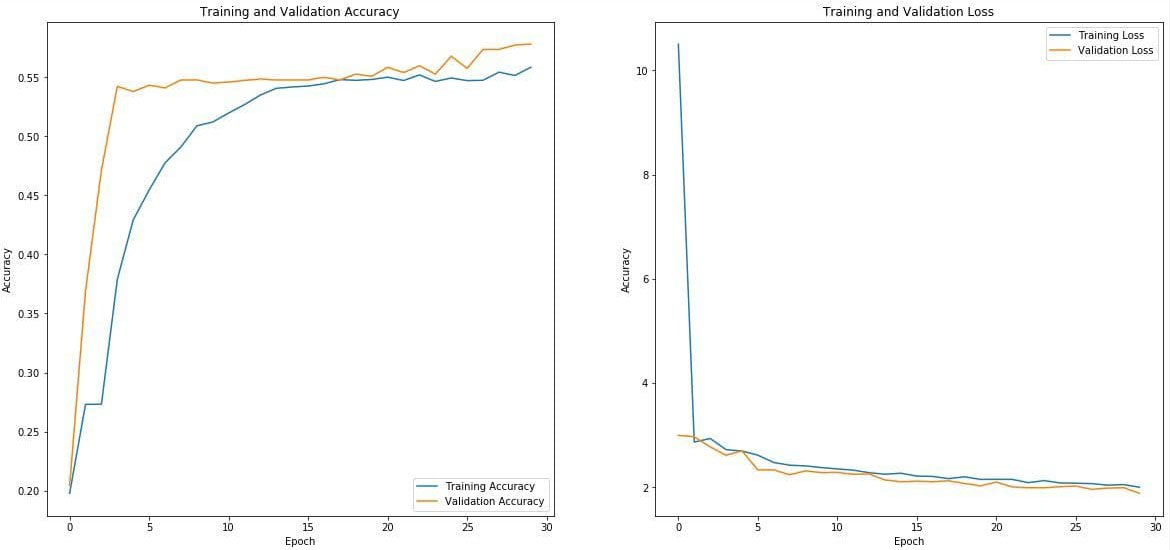 Training and Validation Accuracy
Accuracy
0.55
0.50
0.45
0.40
0.35
0.30
0.25
0.20
Training Accuracy
Validation Accuracy
0 5 10 15 20 25 30
Epoch
Training and Validation Loss
Training Loss
Validation Loss
Accuracy
10
8
6
4
2
0 5 10 15 20 25 30
Epoch